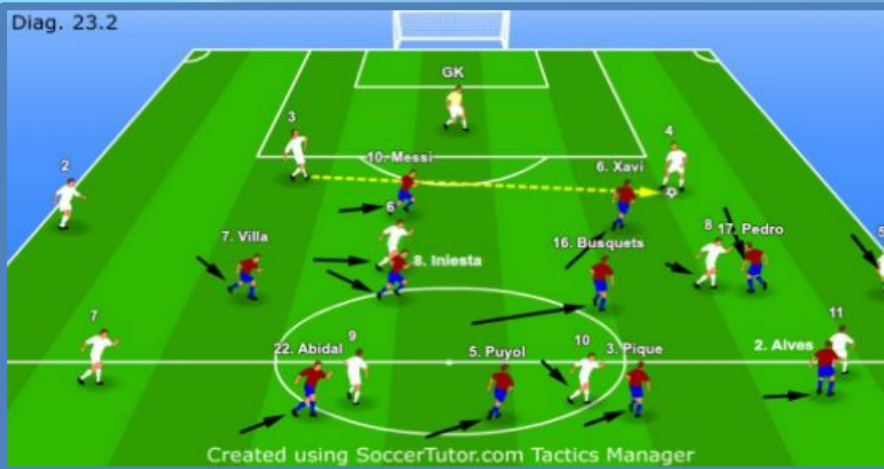 Diag. 23.2
GK
3
4
2
10. Messi
6. Xavi
6
8
17. Pedro
7. Villa
16. Busquets
8. Iniesta
5
7
11
22. Abidal
9
5. Puyol
10
3. Pique
2. Alves
Created using SoccerTutor.com Tactics Manager